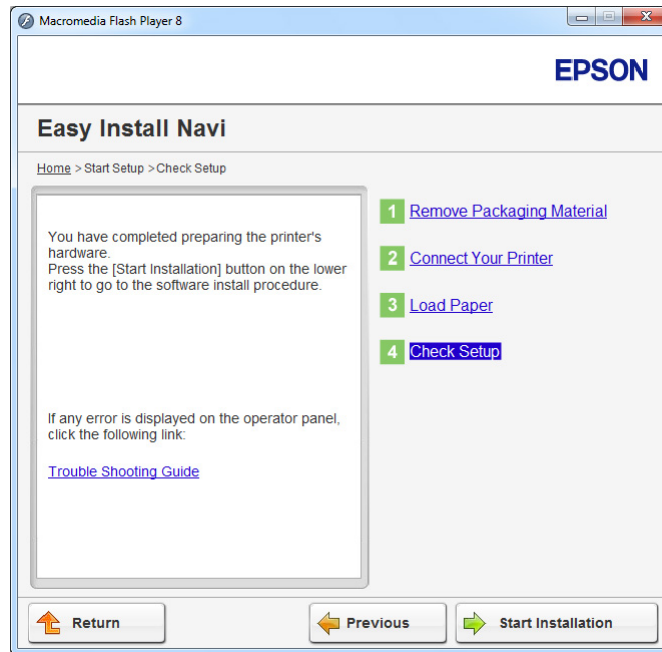 Macromedia Flash Player 8
EPSON
Easy Install Navi
Home > Start Setup >Check Setup
You have completed preparing the printer's
hardware.
Press the [Start Installation] button on the lower
right to go to the software install procedure.
If any error is displayed on the operator panel,
click the following link:
Trouble Shooting Guide
1 Remove Packaging Material
2 Connect Your Printer
3 Load Paper
4 Check Setup
Return
Previous
Start Installation